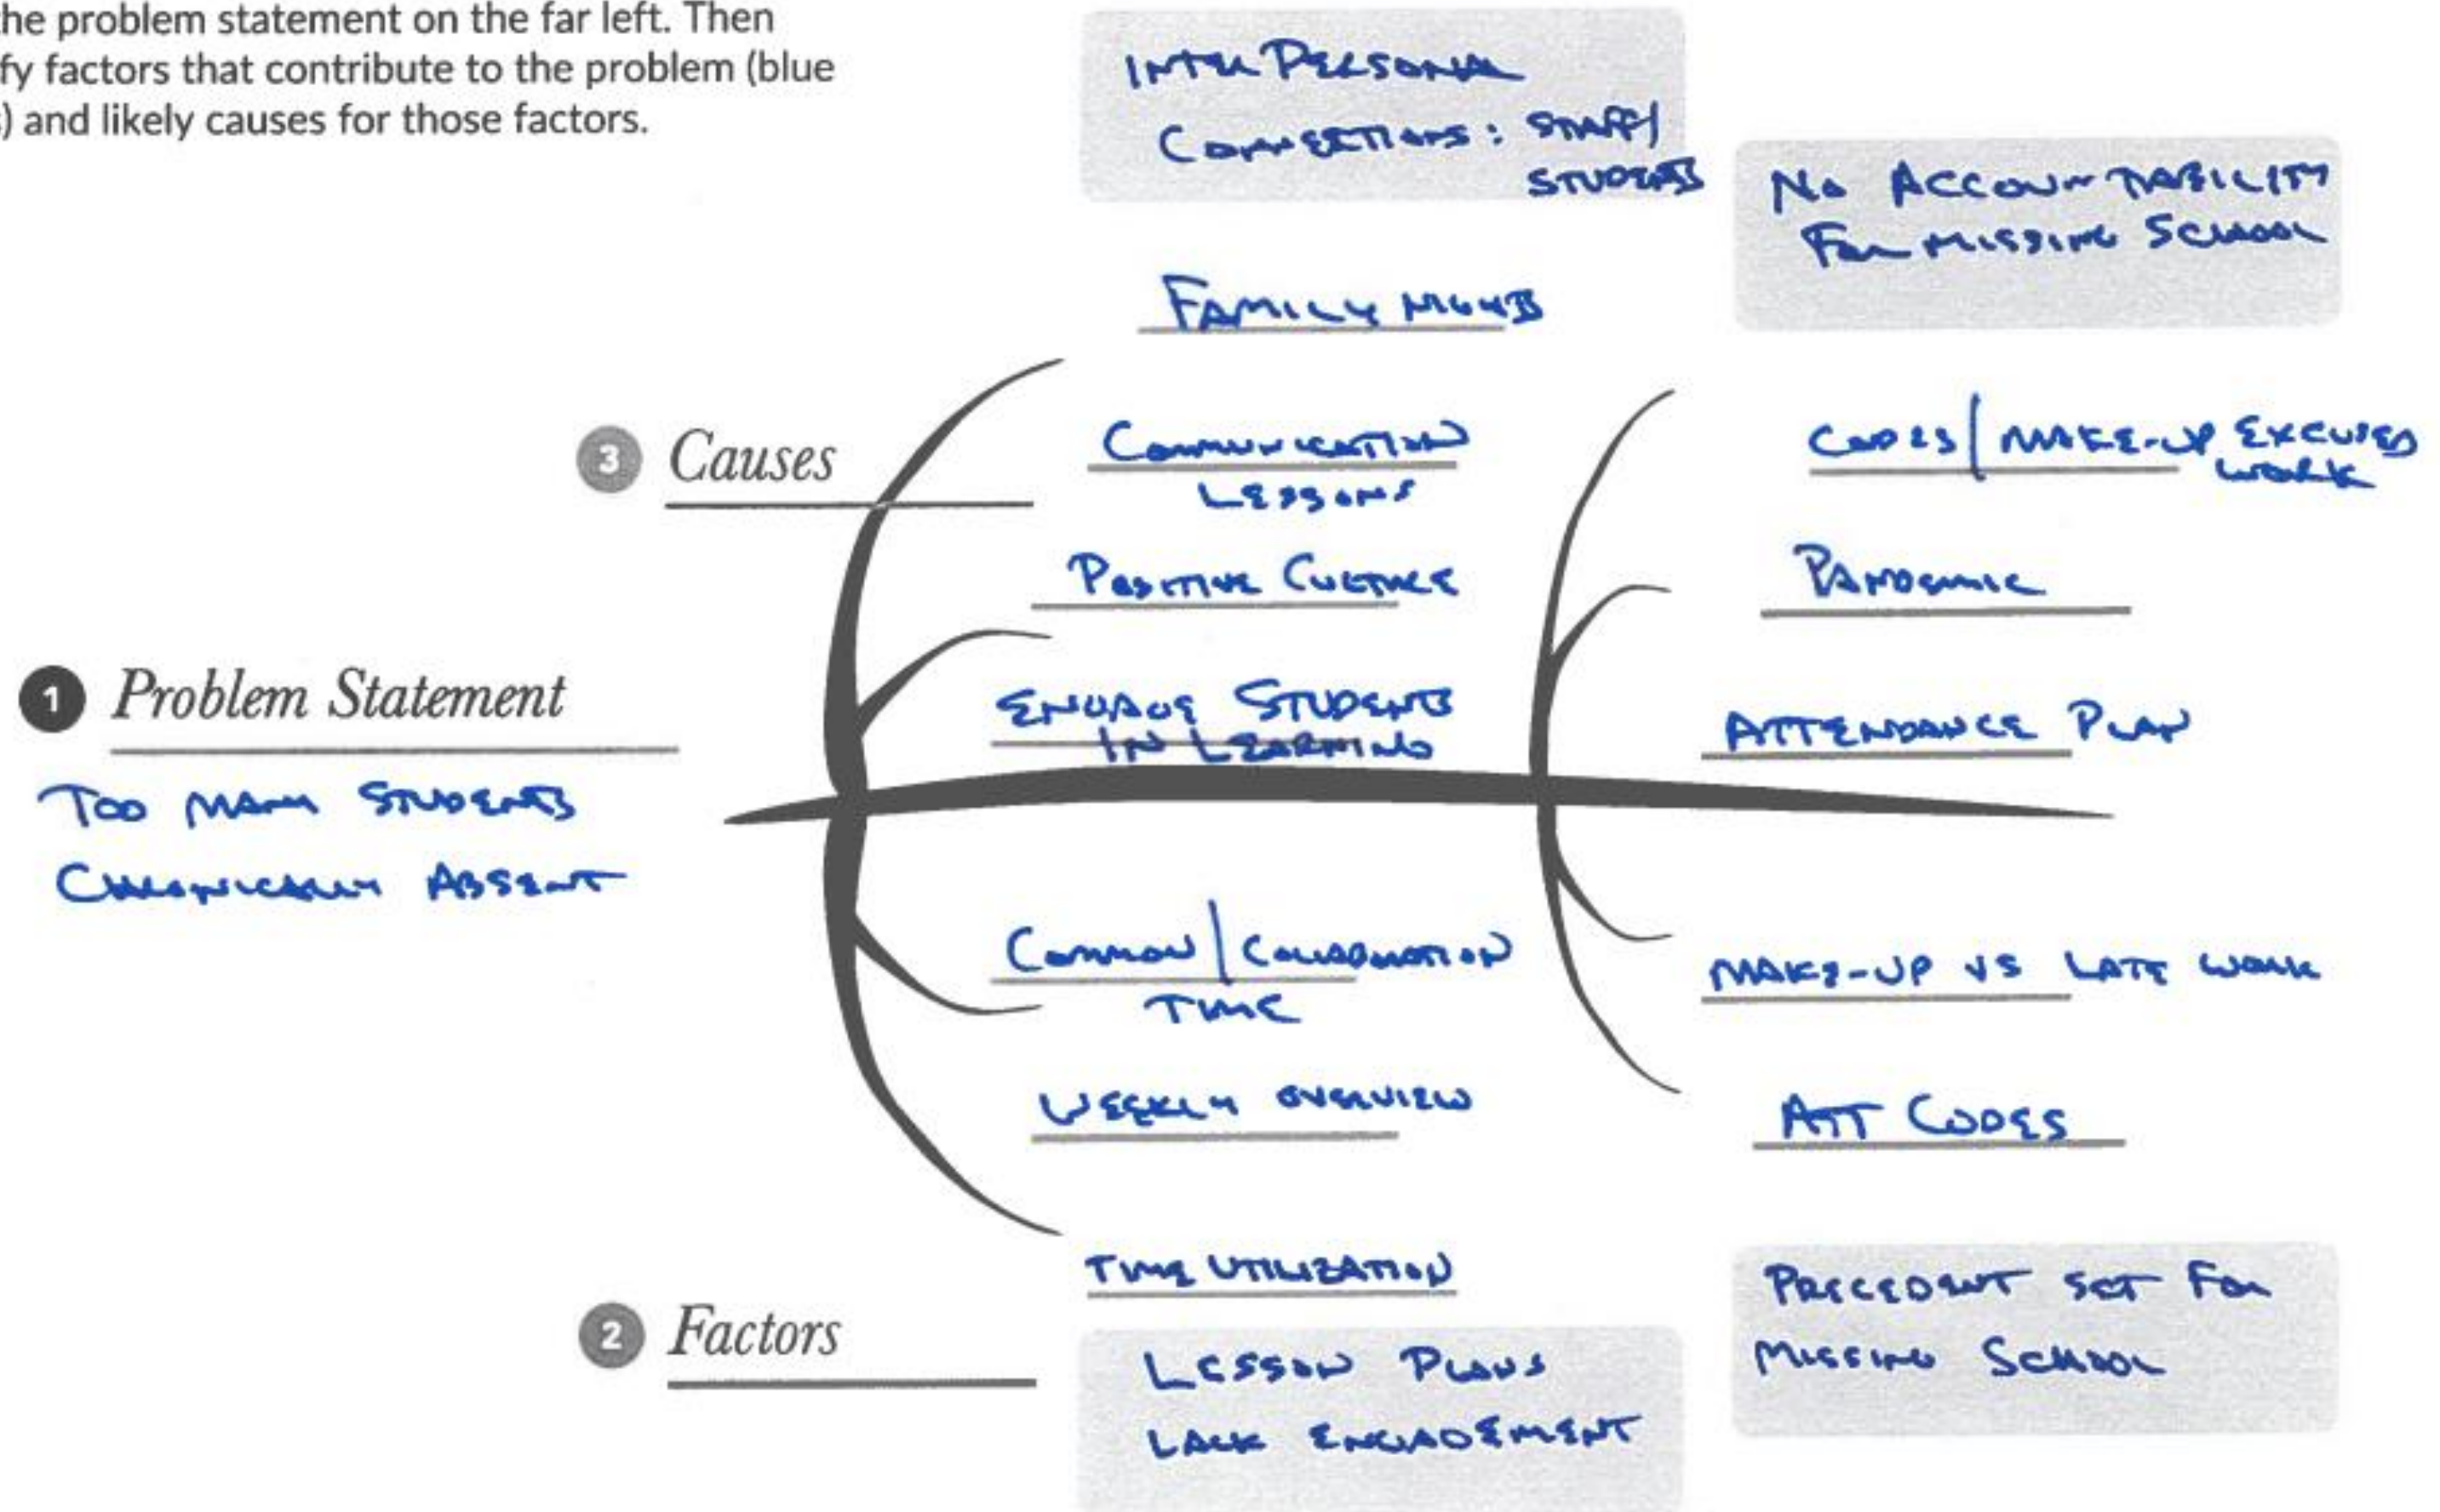 he problem statement on the far left. Then
fy factors that contribute to the problem (blue
) and likely causes for those factors.
INTERPERSONAL
CONNECTIONS: STAFF/
STUDENTS
NO ACCOUNTABILITY
FOR MISSING SCHOOL
FAMILY NIGHTS
3 Causes
COMMUNICATION
LESSONS
CODES/MAKE-UP EXCUSED
WORK
POSITIVE CULTURE
PANDEMIC
1 Problem Statement
TOO MANY STUDENTS
CHRONICALLY ABSENT
ENGAGE STUDENTS
IN LEARNING
ATTENDANCE PLAN
COMMON/COLLABORATION
TIME
MAKE-UP VS LATE WORK
WEEKLY OVERVIEW
ATT CODES
TIME UTILIZATION
2 Factors
LESSON PLANS
LACK ENGAGEMENT
PRECEDENT SET FOR
MISSING SCHOOL